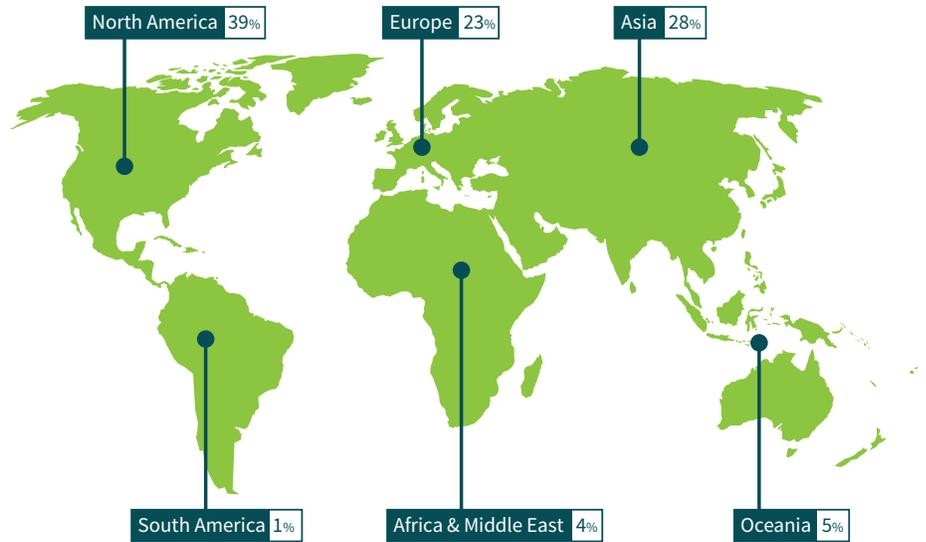 North America 39%
Europe 23%
Asia 28%
South America 1%
Africa & Middle East 4%
Oceania 5%